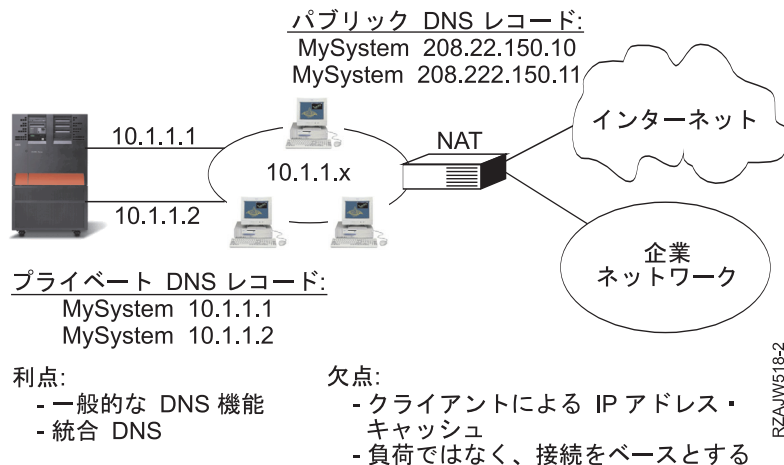 パブリック DNS レコード:
MySystem 208.22.150.10
MySystem 208.222.150.11
インターネット
NAT
10.1.1.1
10.1.1.x
10.1.1.2
企業
ネットワーク
プライベート DNS レコード:
MySystem 10.1.1.1
MySystem 10.1.1.2
利点:
- 一般的な DNS 機能
- 統合 DNS
欠点:
- クライアントによる IP アドレス・
キャッシュ
- 負荷ではなく、接続をベースとする
RZAJW518-2